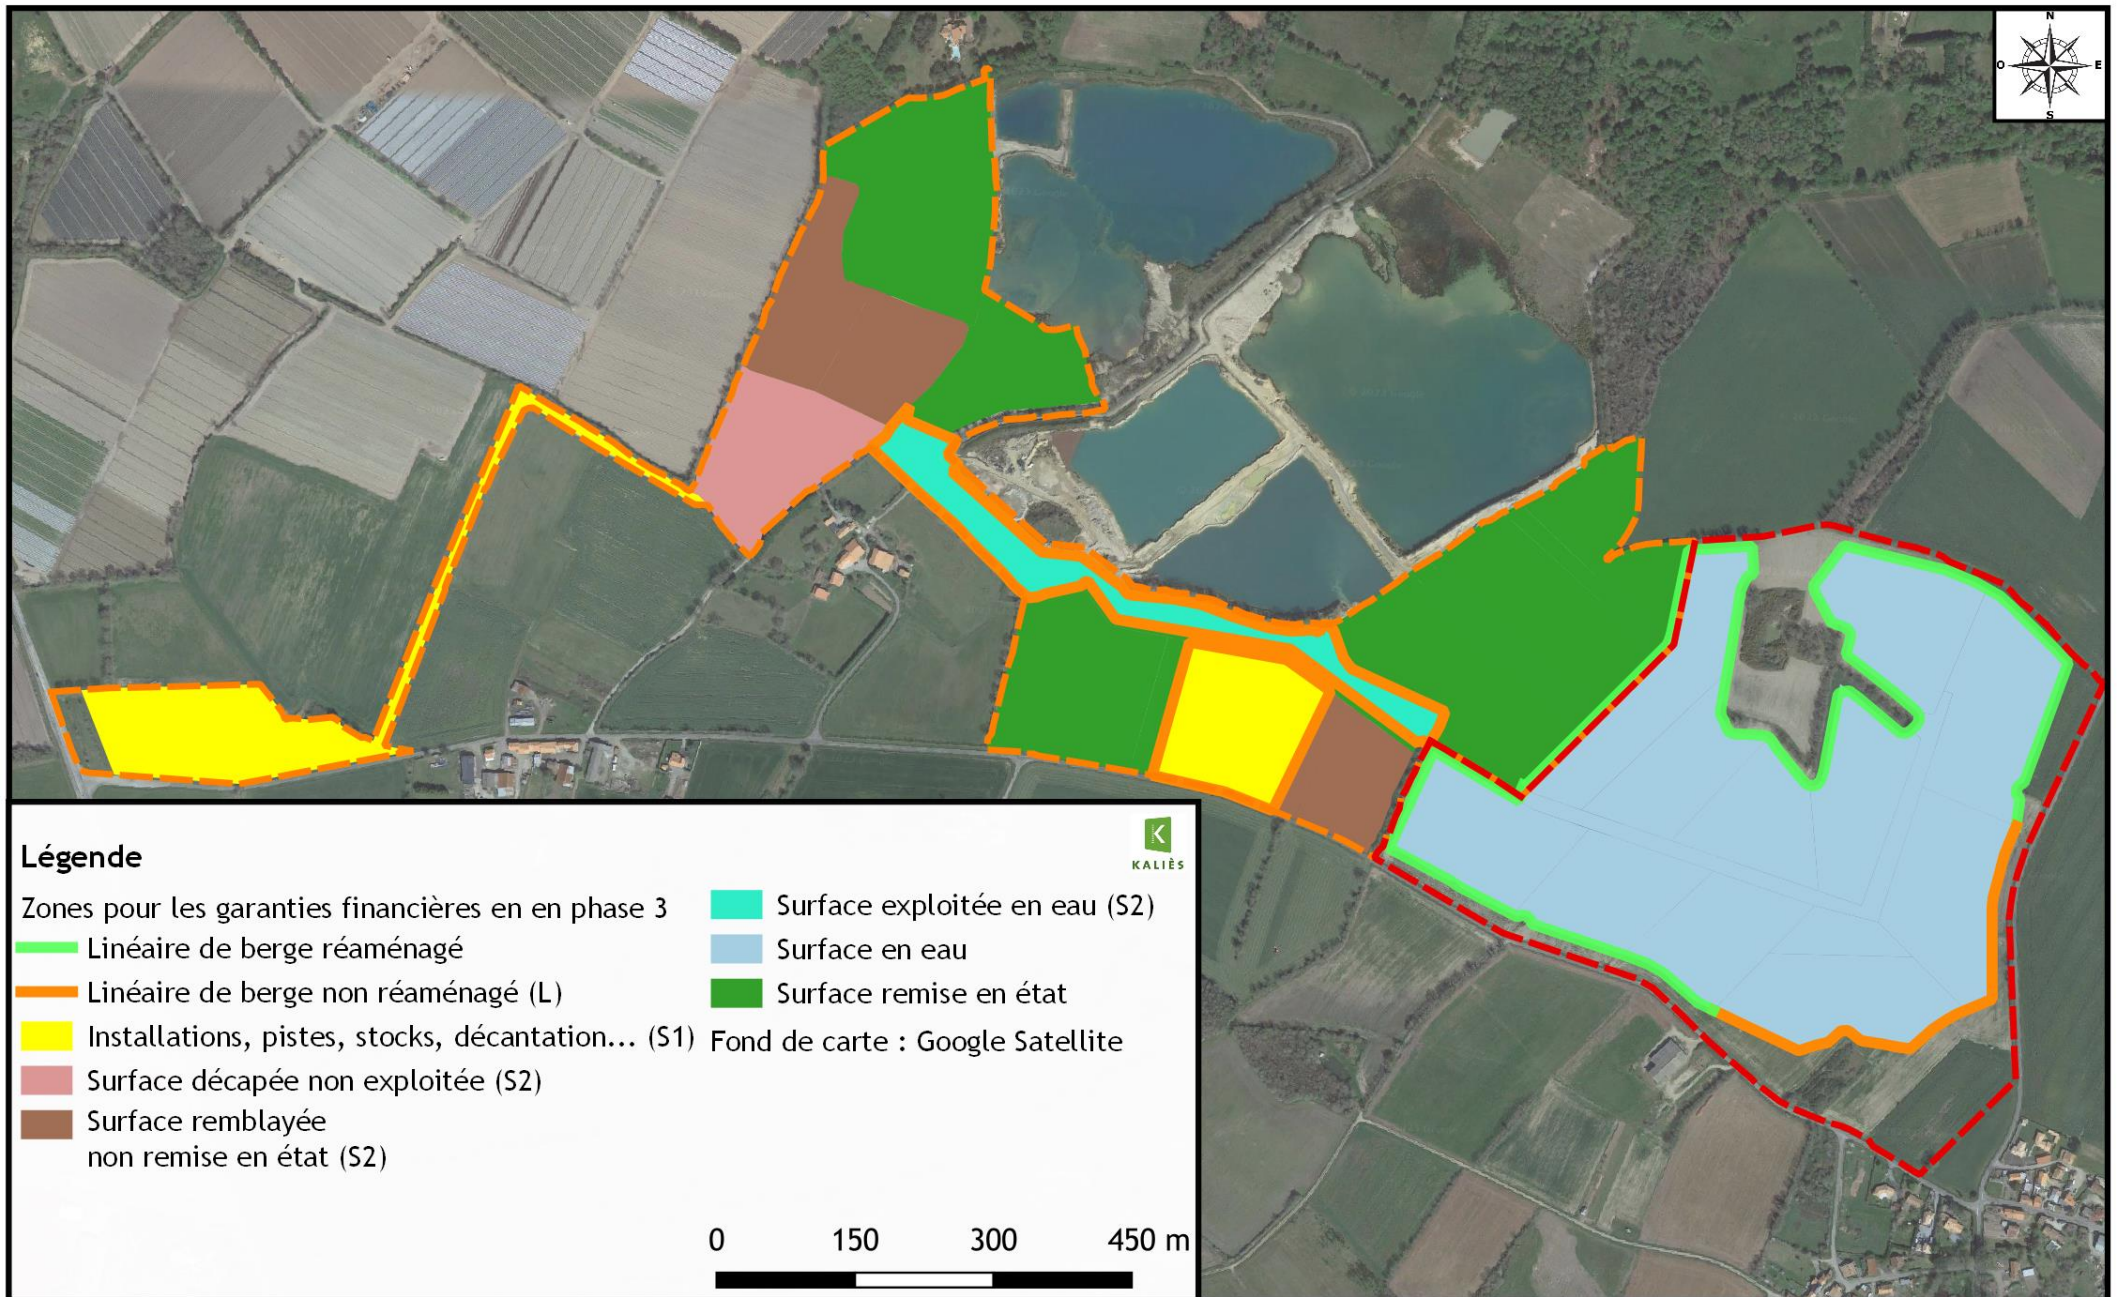 N
O E
S
Légende
KALIÈS
Zones pour les garanties financières en en phase 3
Linéaire de berge réaménagé
Linéaire de berge non réaménagé (L)
Installations, pistes, stocks, décantation... (S1)
Surface décapée non exploitée (S2)
Surface remblayée
non remise en état (S2)
Surface exploitée en eau (S2)
Surface en eau
Surface remise en état
Fond de carte : Google Satellite
0 150 300 450 m